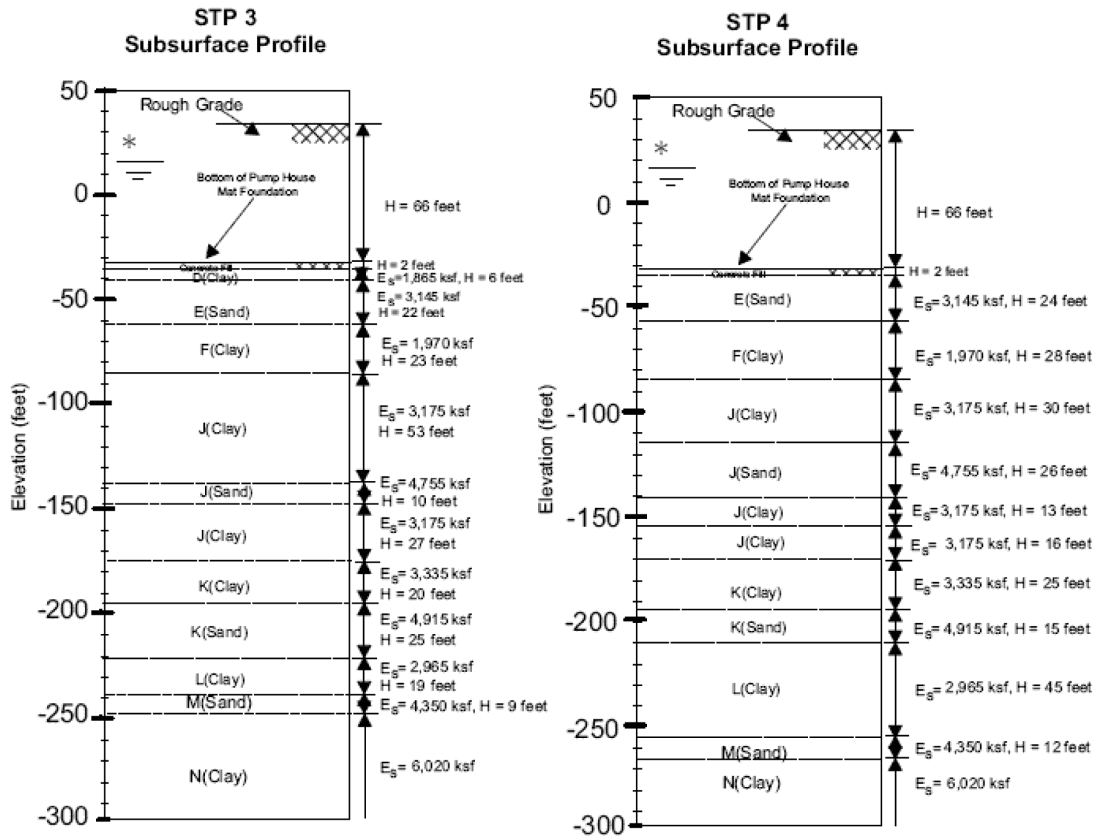 STP 3
Subsurface Profile
50
Rough Grade
*
Bottom of Pump House
Mat Foundation
0
H = 66 feet
Concrete Fill
H = 2 feet
D(Clay)
ES=1,865 ksf, H = 6 feet
-50
E(Sand)
ES= 3,145 ksf
H = 22 feet
F(Clay)
ES= 1,970 ksf
H = 23 feet
-100
J(Clay)
ES= 3,175 ksf
H = 53 feet
Elevation (feet)
J(Sand)
ES= 4,755 ksf
H = 10 feet
-150
J(Clay)
ES= 3,175 ksf
H = 27 feet
K(Clay)
ES= 3,335 ksf
H = 20 feet
-200
K(Sand)
ES= 4,915 ksf
H = 25 feet
L(Clay)
ES= 2,965 ksf
H = 19 feet
M(Sand)
ES= 4,350 ksf, H = 9 feet
-250
N(Clay)
ES= 6,020 ksf
-300
STP 4
Subsurface Profile
50
Rough Grade
*
Bottom of Pump House
Mat Foundation
0
H = 66 feet
Concrete Fill
H = 2 feet
E(Sand)
ES= 3,145 ksf, H = 24 feet
-50
F(Clay)
ES= 1,970 ksf, H = 28 feet
-100
J(Clay)
ES= 3,175 ksf, H = 30 feet
J(Sand)
ES= 4,755 ksf, H = 26 feet
Elevation (feet)
-150
J(Clay)
ES= 3,175 ksf, H = 13 feet
J(Clay)
ES= 3,175 ksf, H = 16 feet
K(Clay)
ES= 3,335 ksf, H = 25 feet
-200
K(Sand)
ES= 4,915 ksf, H = 15 feet
L(Clay)
ES= 2,965 ksf, H = 45 feet
-250
M(Sand)
ES= 4,350 ksf, H = 12 feet
N(Clay)
ES= 6,020 ksf
-300